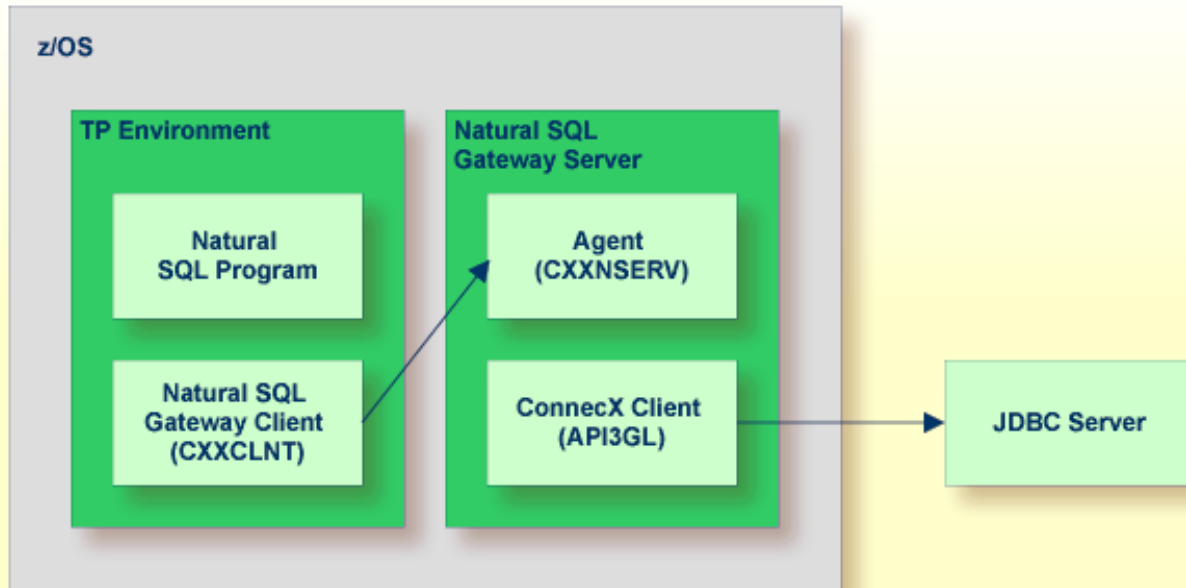 z/OS
TP Environment
Natural
SQL Program
Natural SQL
Gateway Client
(CXXCLNT)
Natural SQL
Gateway Server
Agent
(CXXNSERV)
ConnecX Client
(API3GL)
JDBC Server